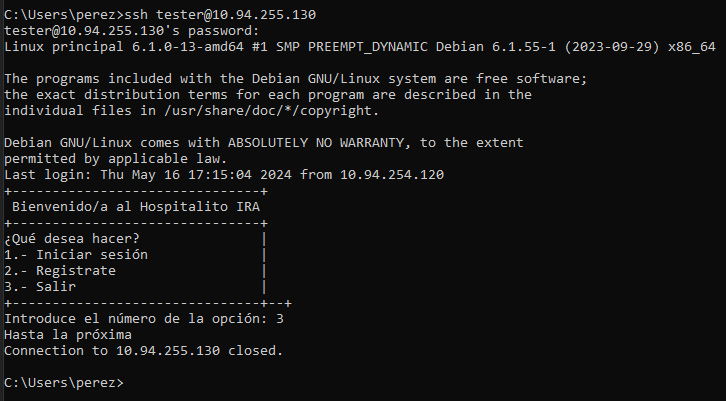 C:\Users\perez>ssh tester@10.94.255.130
tester@10.94.255.130's password:
Linux principal 6.1.0-13-amd64 #1 SMP PREEMPT_DYNAMIC Debian 6.1.55-1 (2023-09-29) x86_64
The programs included with the Debian GNU/Linux system are free software;
the exact distribution terms for each program are described in the
individual files in /usr/share/doc/*/copyright.
Debian GNU/Linux comes with ABSOLUTELY NO WARRANTY, to the extent
permitted by applicable law.
Last login: Thu May 16 17:15:04 2024 from 10.94.254.120
+-------------------------------+
 Bienvenido/a al Hospitalito IRA
+-------------------------------+
¿Qué desea hacer?               |
1.- Iniciar sesión              |
2.- Registrate                  |
3.- Salir                       |
+-------------------------------+--+
Introduce el número de la opción: 3
Hasta la próxima
Connection to 10.94.255.130 closed.
C:\Users\perez>